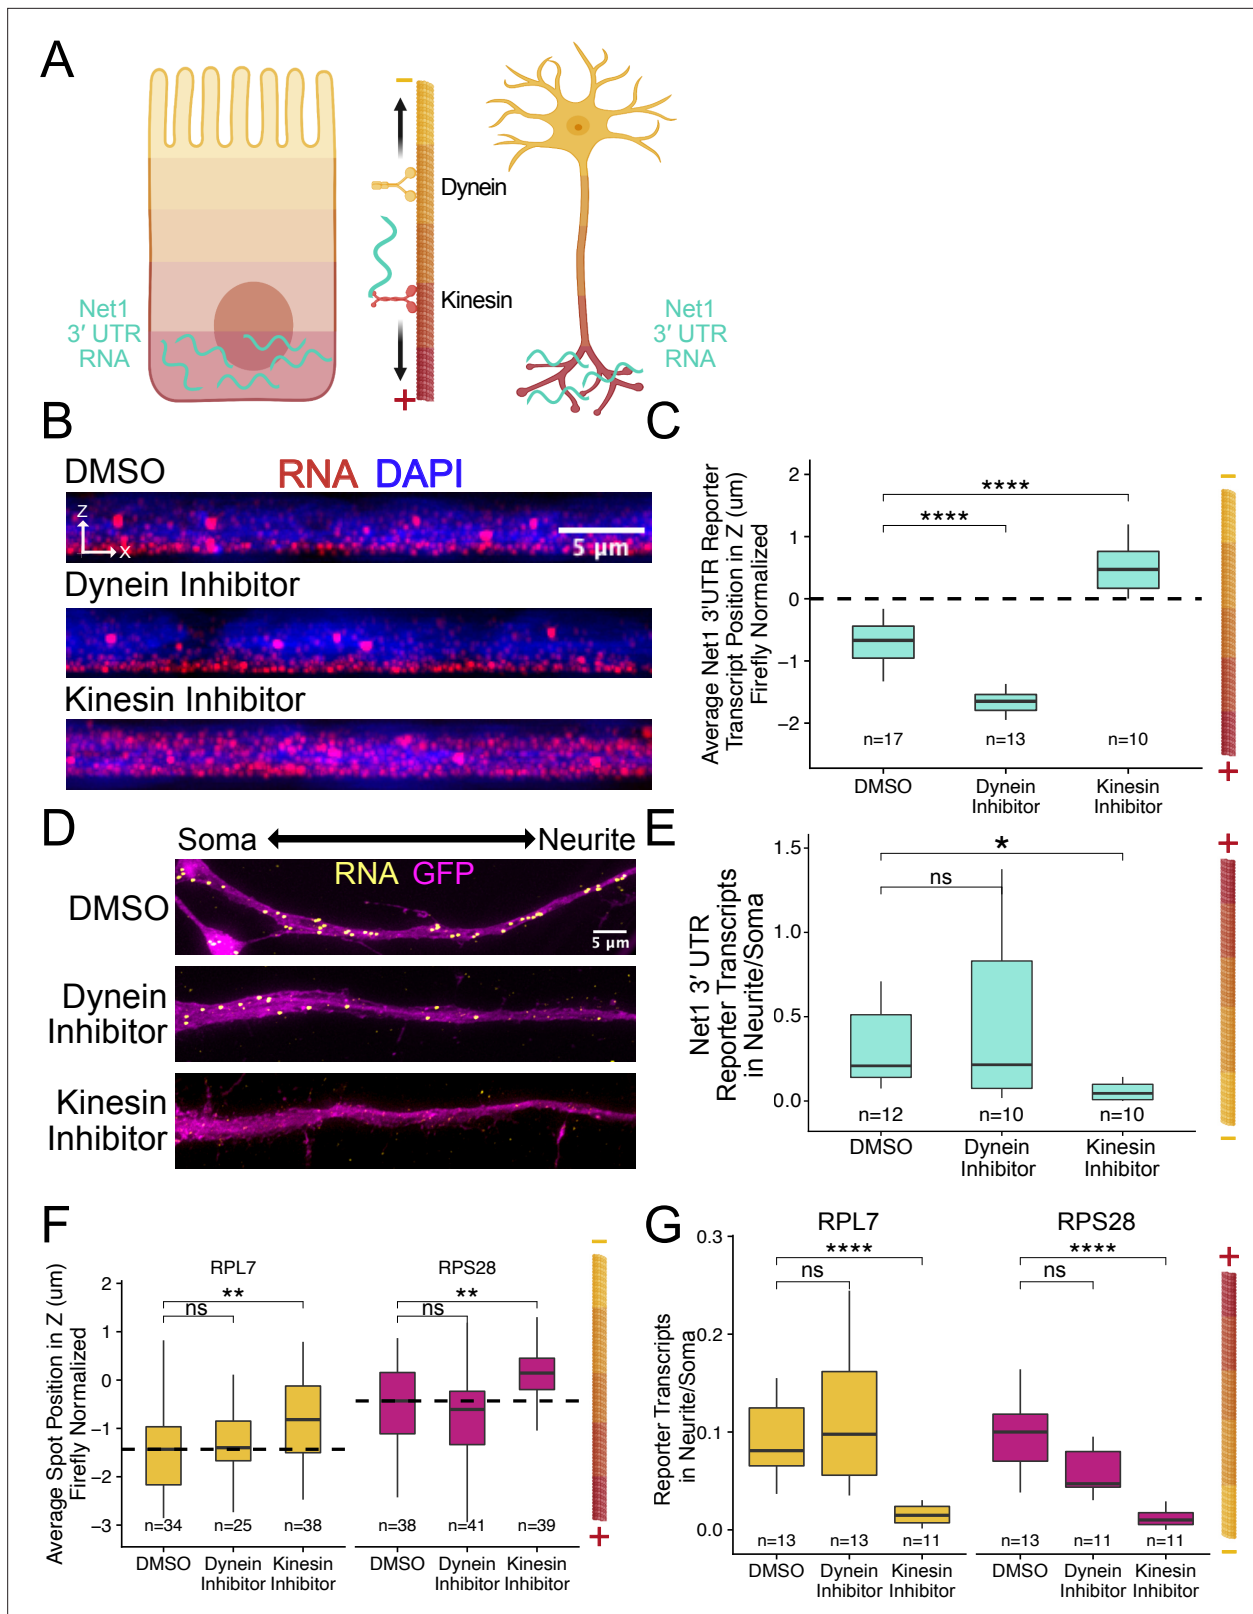 A
−
Dynein
Kinesin
+
Net1
3′ UTR
RNA
Net1
3′ UTR
RNA
B
DMSO
RNA DAPI
Z
X
5 µm
Dynein Inhibitor
Kinesin Inhibitor
C
Average Net1 3'UTR Reporter
Transcript Position in Z (um)
Firefly Normalized
2
1
0
−1
−2
****
****
n=17
n=13
n=10
DMSO
Dynein
Inhibitor
Kinesin
Inhibitor
−
+
D
Soma
Neurite
RNA GFP
DMSO
5 µm
Dynein
Inhibitor
Kinesin
Inhibitor
E
Net1 3′ UTR
Reporter Transcripts
in Neurite/Soma
1.5
1.0
0.5
0.0
*
ns
n=12
n=10
n=10
DMSO
Dynein
Inhibitor
Kinesin
Inhibitor
+
−
F
Average Spot Position in Z (um)
Firefly Normalized
2
1
0
−1
−2
−3
RPL7
**
ns
n=34
n=25
n=38
DMSO
Dynein
Inhibitor
Kinesin
Inhibitor
RPS28
**
ns
n=38
n=41
n=39
DMSO
Dynein
Inhibitor
Kinesin
Inhibitor
−
+
G
Reporter Transcripts
in Neurite/Soma
0.3
0.2
0.1
0.0
RPL7
****
ns
n=13
n=13
n=11
DMSO
Dynein
Inhibitor
Kinesin
Inhibitor
RPS28
****
ns
n=13
n=11
n=11
DMSO
Dynein
Inhibitor
Kinesin
Inhibitor
+
−